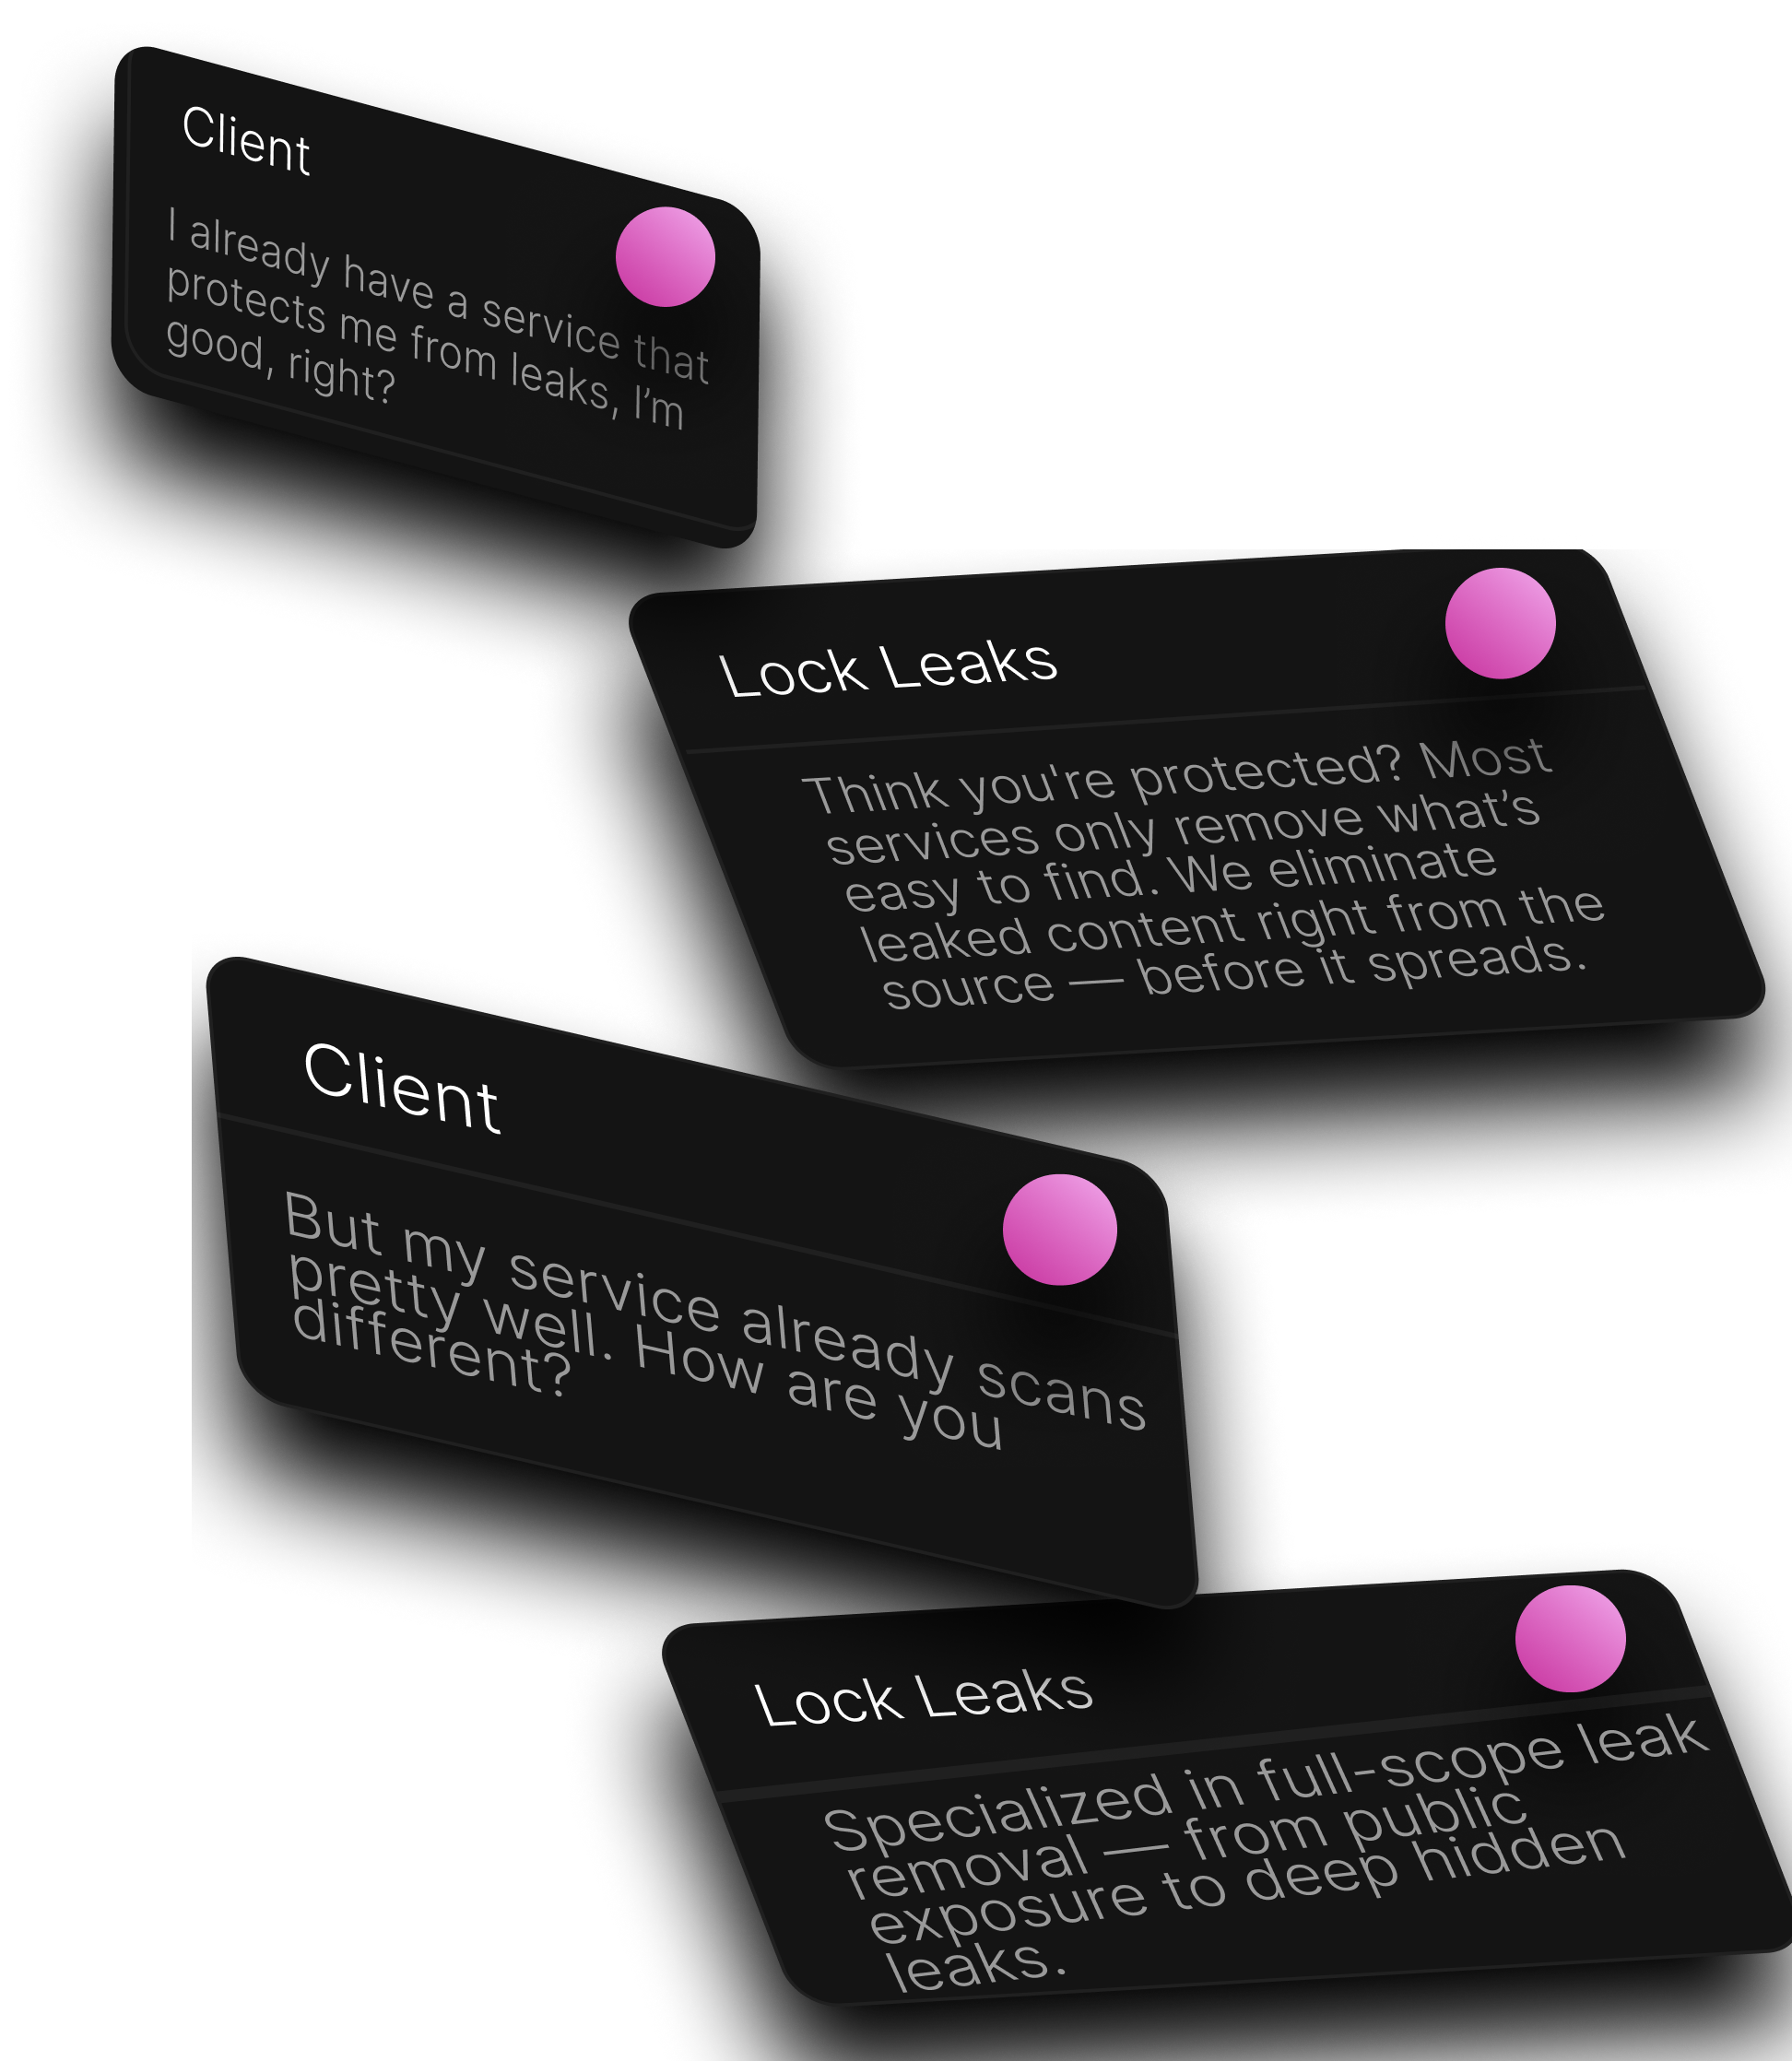 Client
I already have a service that
protects me from leaks, I’m
good, right?
Lock Leaks
Think you're protected? Most
services only remove what’s
easy to find. We eliminate
leaked content right from the
source — before it spreads.
Client
But my service already scans
pretty well. How are you
different?
Lock Leaks
Specialized in full-scope leak
removal — from public
exposure to deep hidden
leaks.